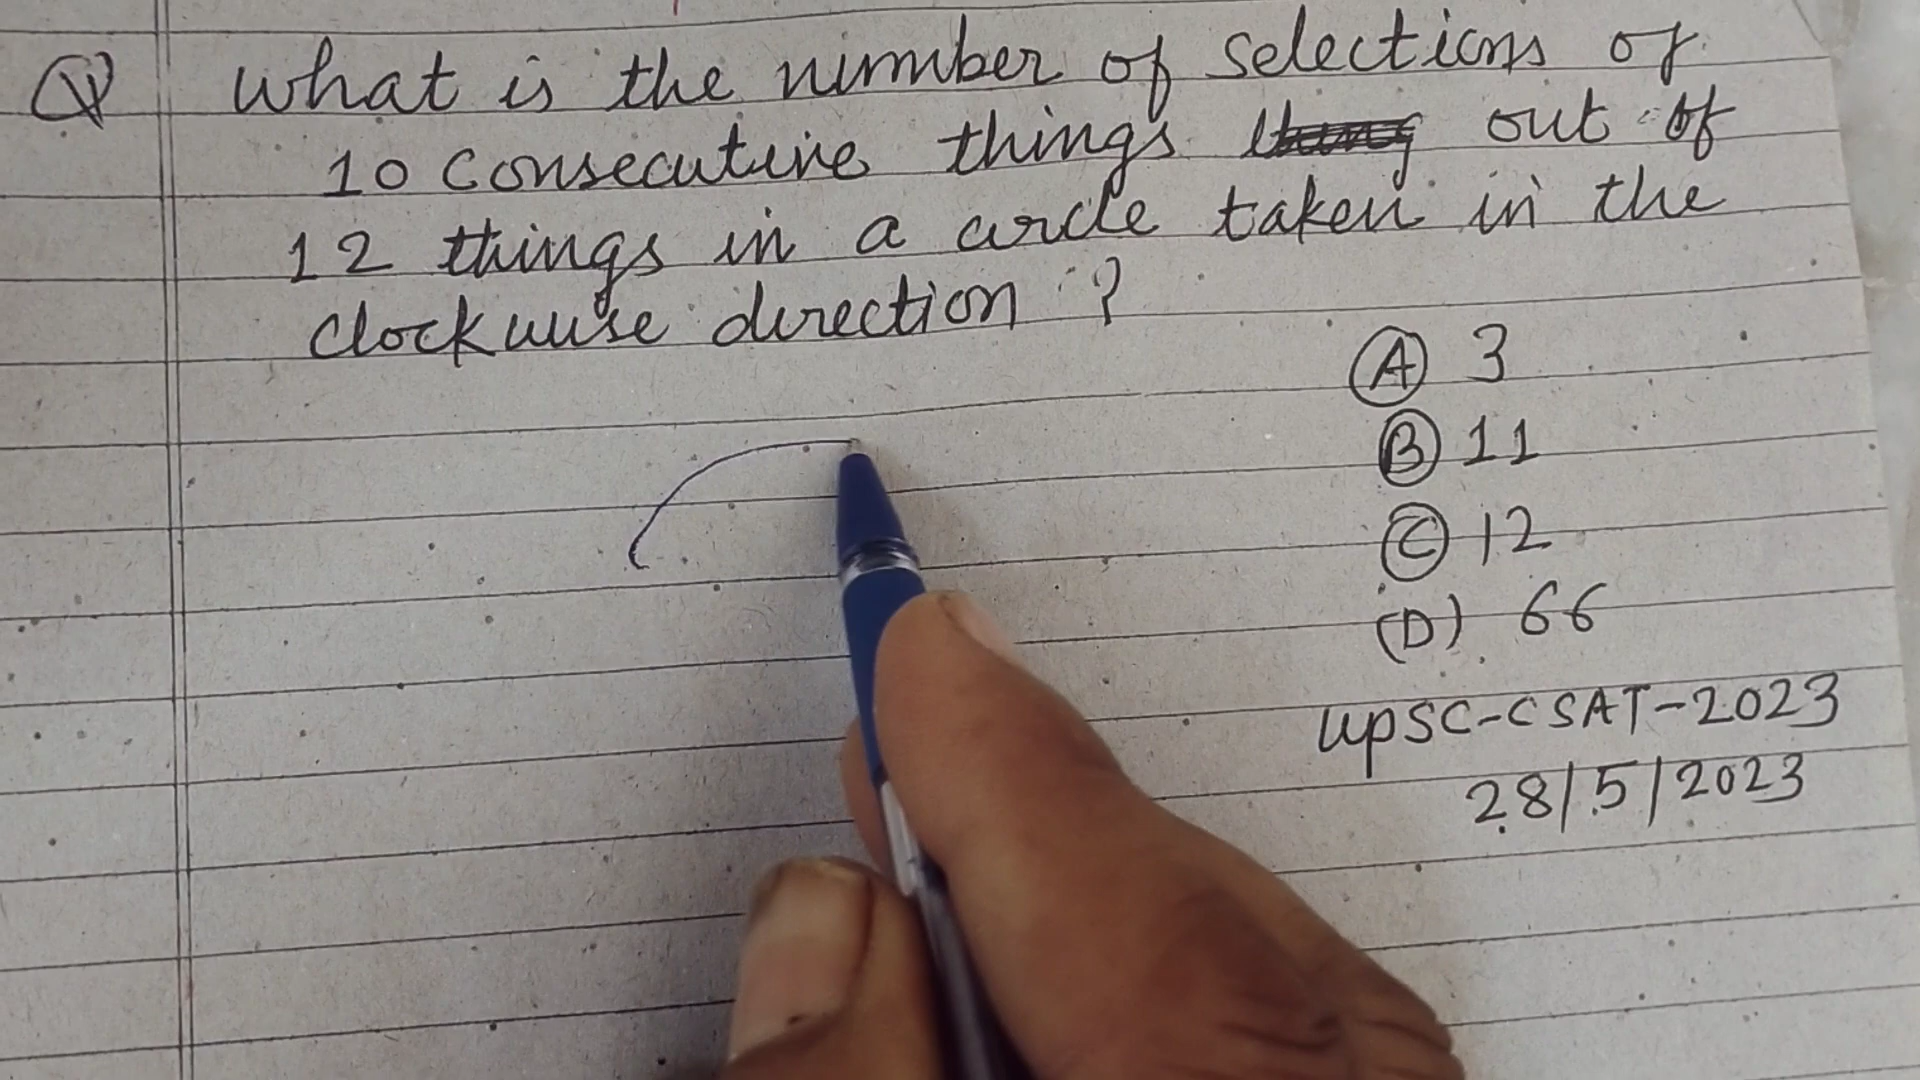 Q What is the number of selections of
10 consecutive things out of
12 things in a circle taken in the
clockwise direction ?
(A) 3
(B) 11
(C) 12
(D) 66
UPSC-CSAT-2023
28/5/2023